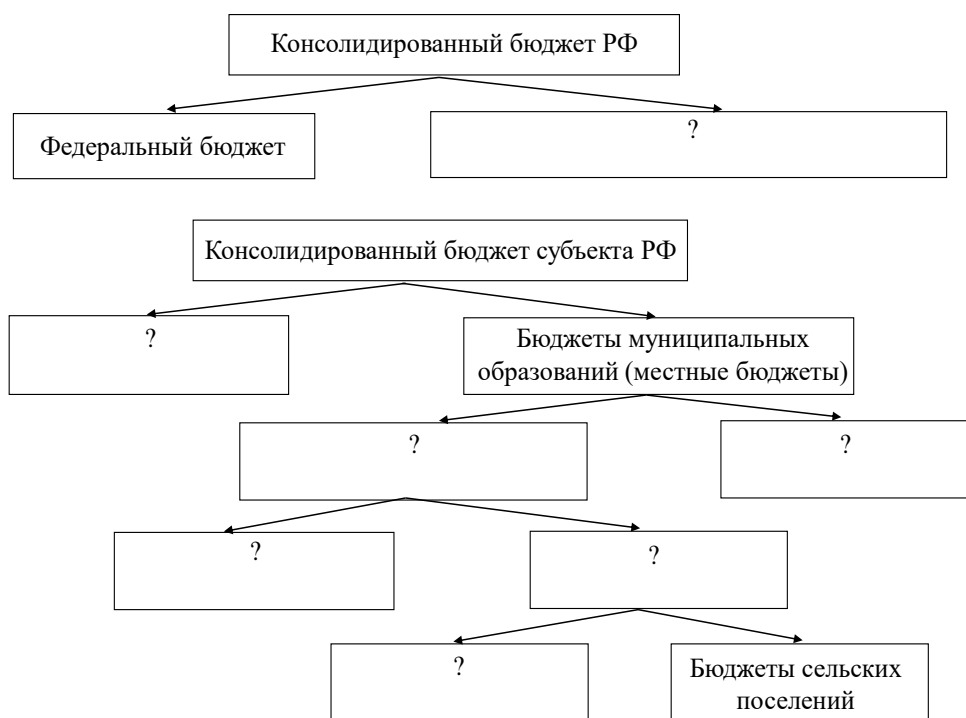 Консолидированный бюджет РФ
Федеральный бюджет
?
Консолидированный бюджет субъекта РФ
?
Бюджеты муниципальных
образований (местные бюджеты)
?
?
?
?
?
Бюджеты сельских
поселений